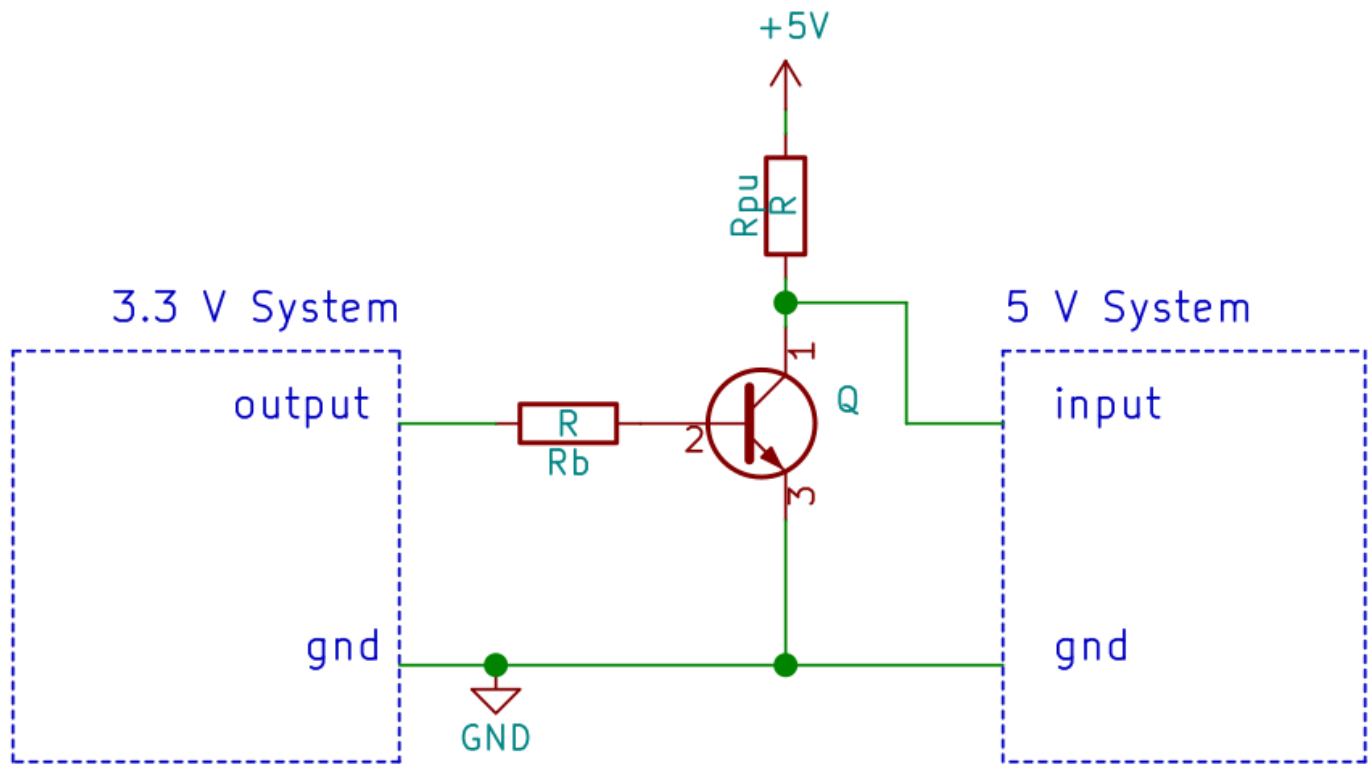 +5V
Rpu
R
3.3 V System
5 V System
1
output
R
Rb
2
Q
input
3
gnd
gnd
GND